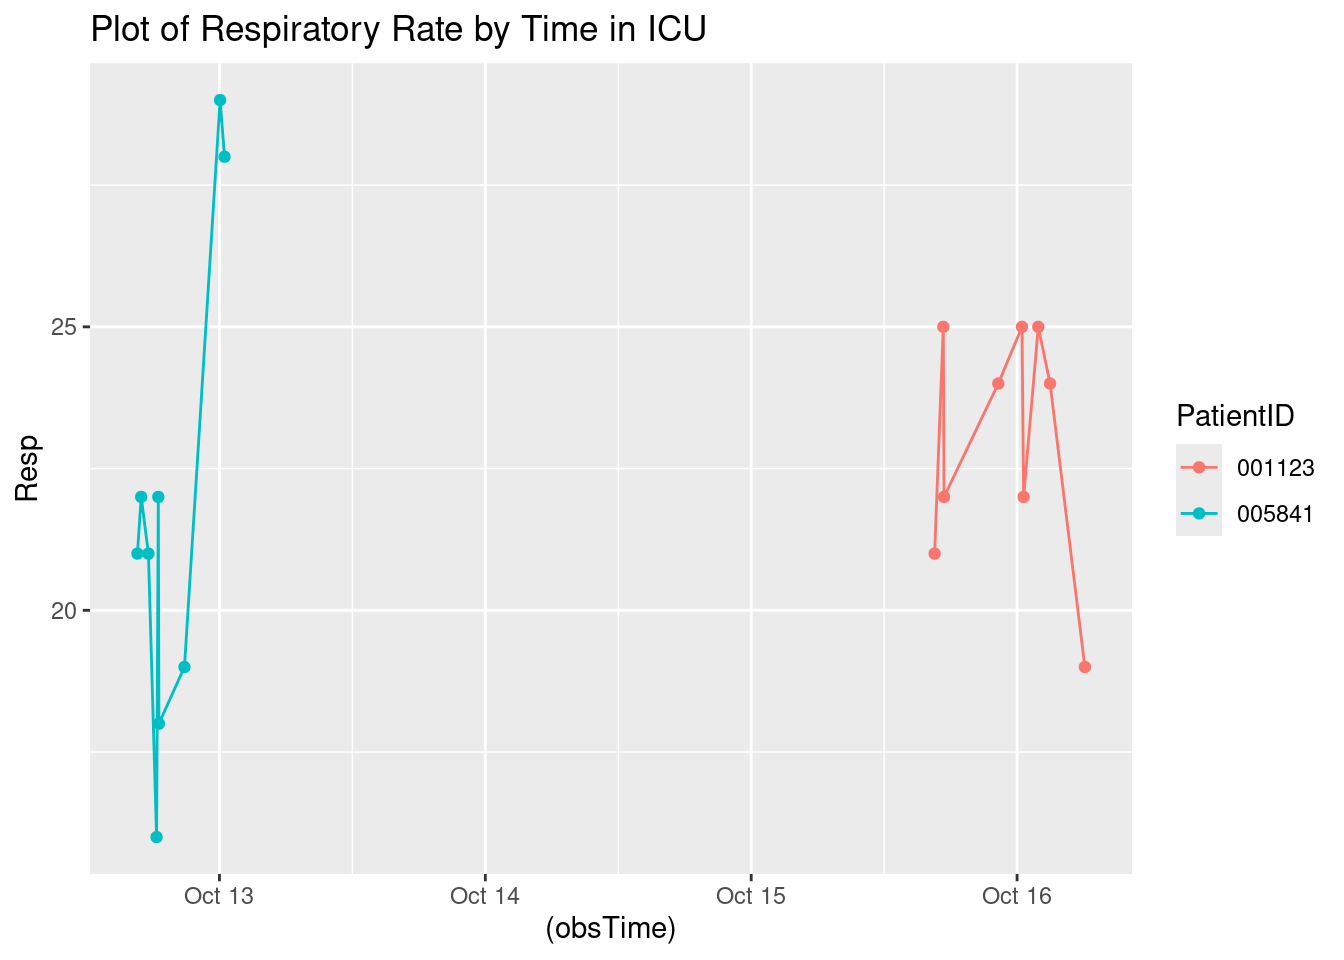 Plot of Respiratory Rate by Time in ICU
Resp
25
20
Oct 13
Oct 14
Oct 15
Oct 16
(obsTime)
PatientID
001123
005841